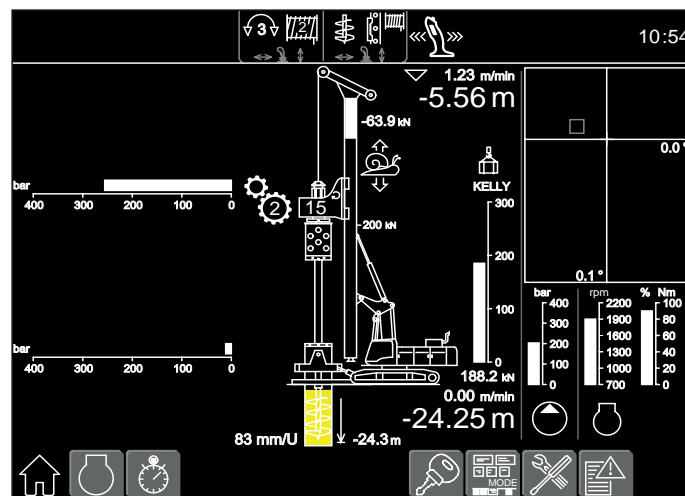 3 2 10:54
1.23 m/min
-5.56 m
-63.9 kN
0.0°
KELLY
bar
400 300 200 100 0
2 15
300
200
100
0
200 kN
0.1°
bar rpm % Nm
400 2200 100
300 1900 80
200 1600 60
1300 40
100 1000 20
0 700 0
400 300 200 100 0
bar
188.2 kN
0.00 m/min
-24.25 m
83 mm/U -24.3 m
MODE